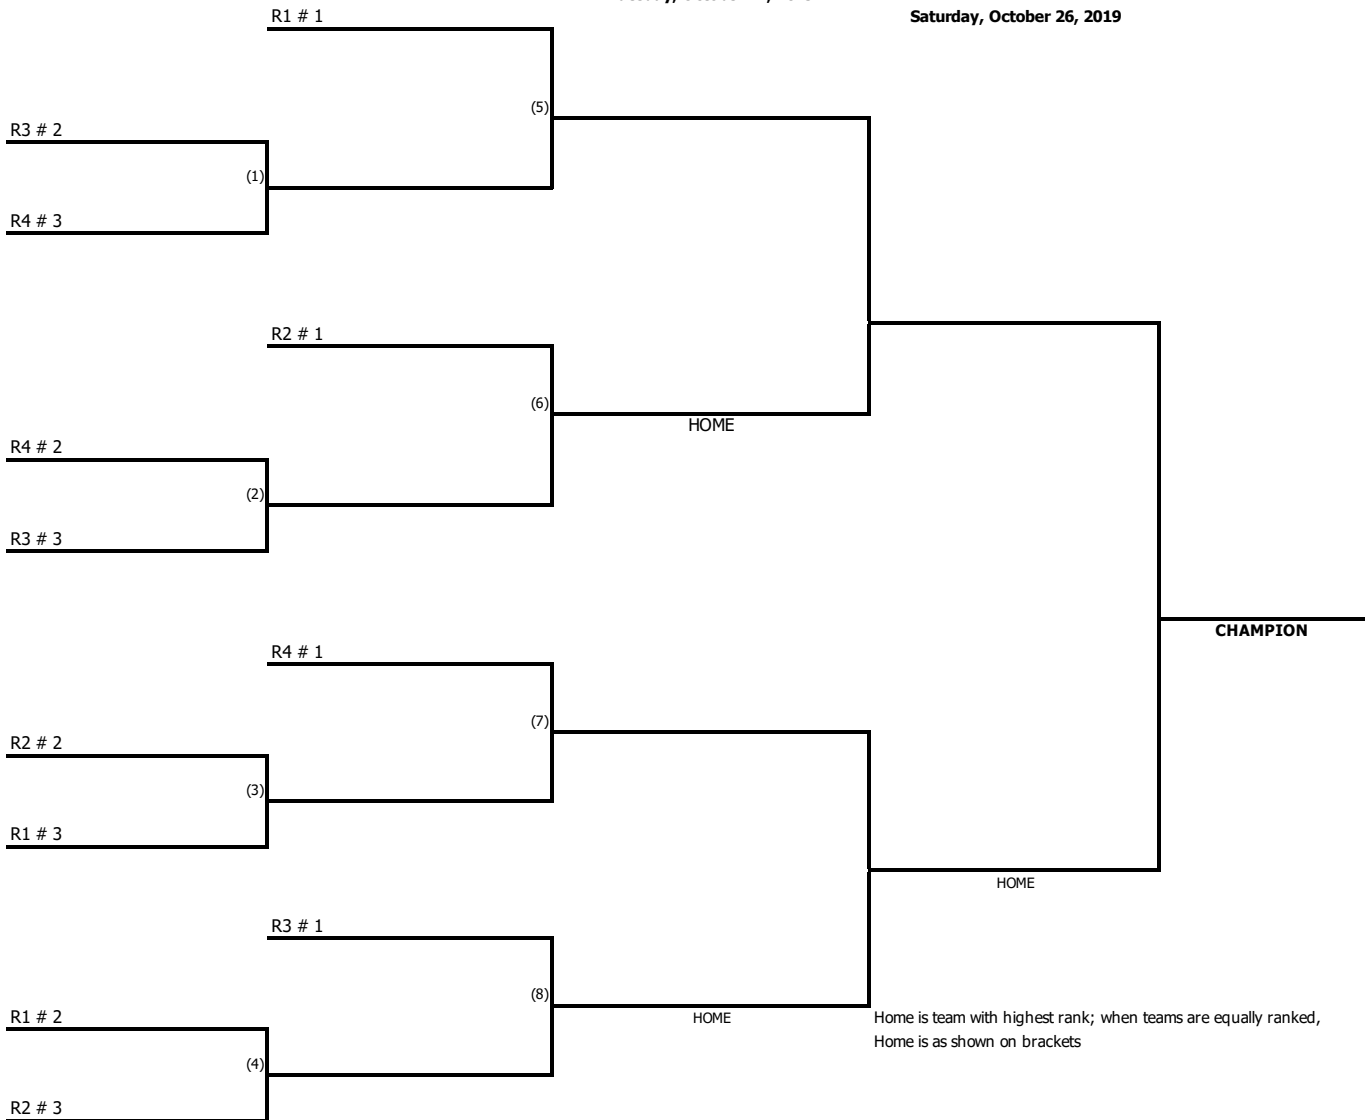 R1 # 1
Saturday, October 26, 2019
(5)
R3 # 2
(1)
R4 # 3
R2 # 1
(6)
HOME
R4 # 2
(2)
R3 # 3
CHAMPION
R4 # 1
(7)
R2 # 2
(3)
R1 # 3
HOME
R3 # 1
(8)
R1 # 2
HOME
Home is team with highest rank; when teams are equally ranked,
Home is as shown on brackets
(4)
R2 # 3